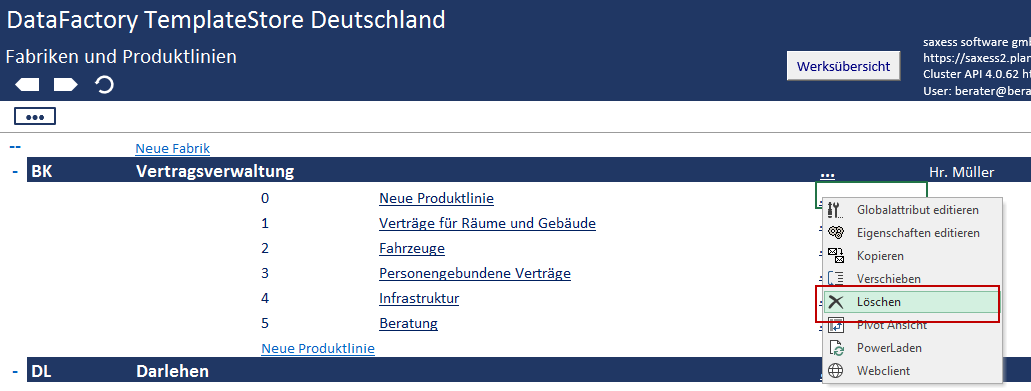 DataFactory TemplateStore Deutschland
Fabriken und Produktlinien
Werksübersicht
saxess software gm
https://saxess2.plan
Cluster API 4.0.62 ht
User: berater@bera
•••
-- Neue Fabrik
- BK Vertragsverwaltung ... Hr. Müller
0 Neue Produktlinie
1 Verträge für Räume und Gebäude
2 Fahrzeuge
3 Personengebundene Verträge
4 Infrastruktur
5 Beratung
Neue Produktlinie
- DL Darlehen
Globalattribut editieren
Eigenschaften editieren
Kopieren
Verschieben
Löschen
Pivot Ansicht
PowerLaden
Webclient